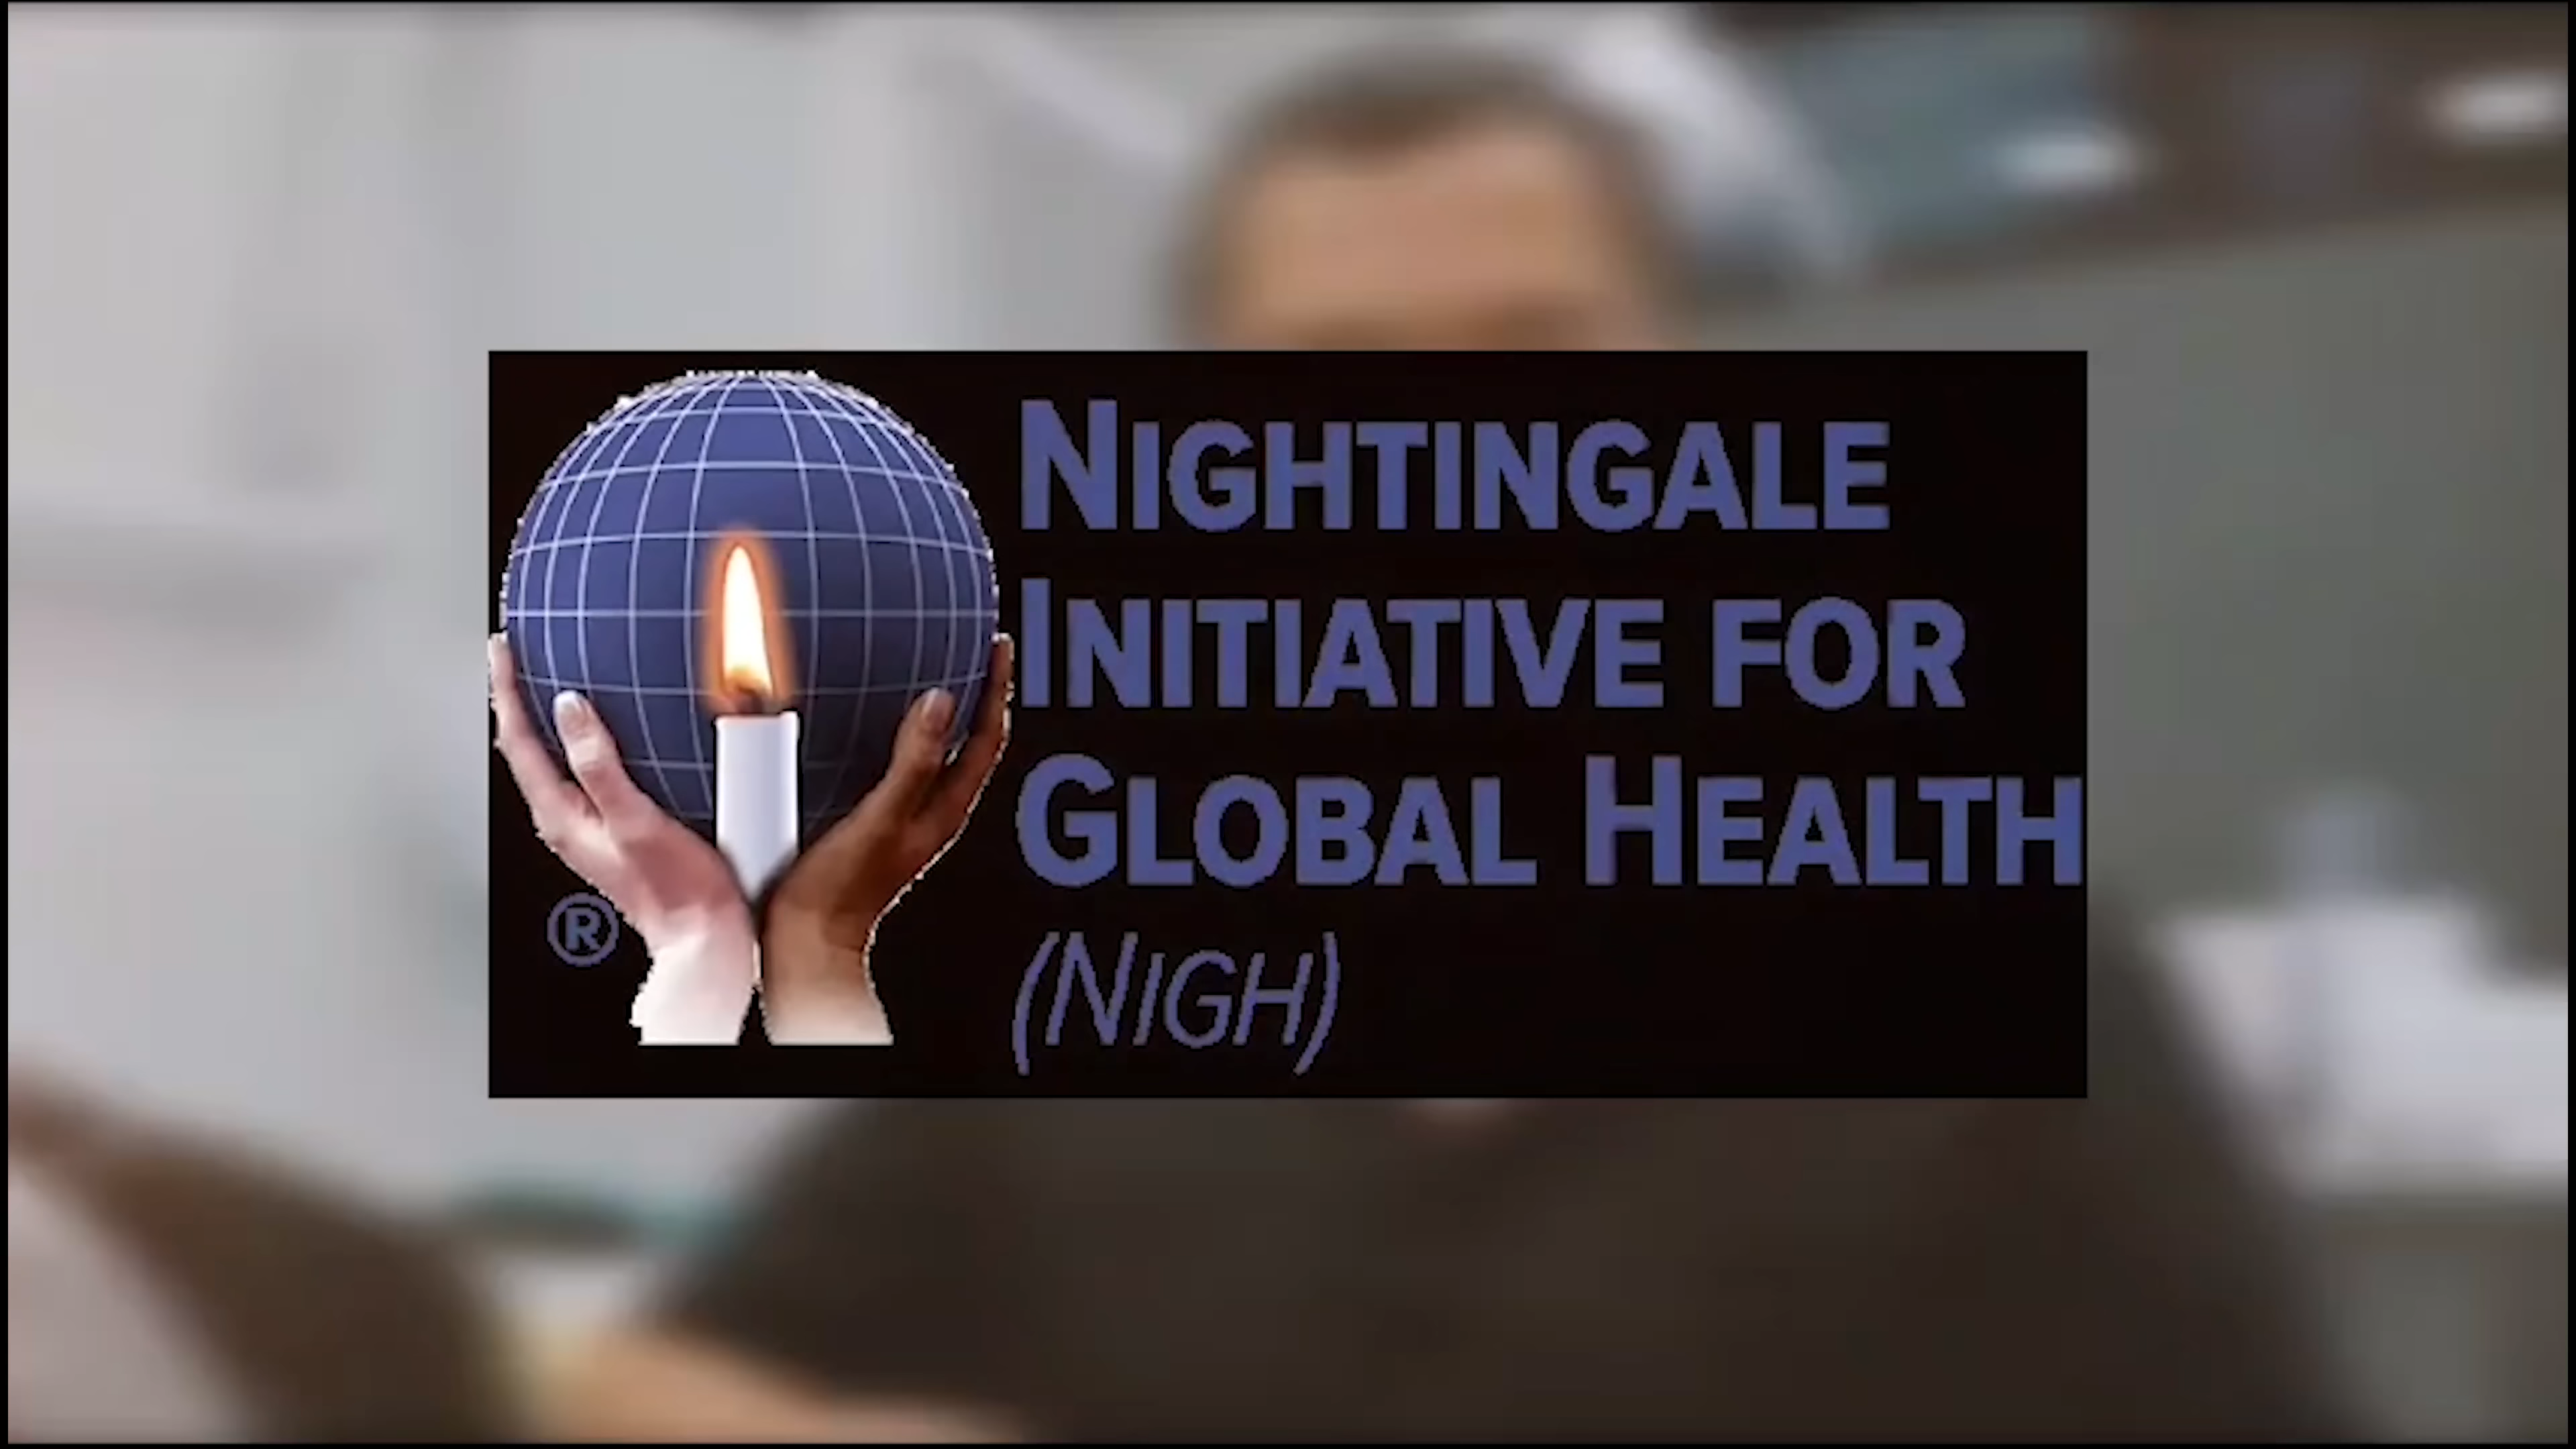 NIGHTINGALE
INITIATIVE FOR
GLOBAL HEALTH
(NIGH)
®